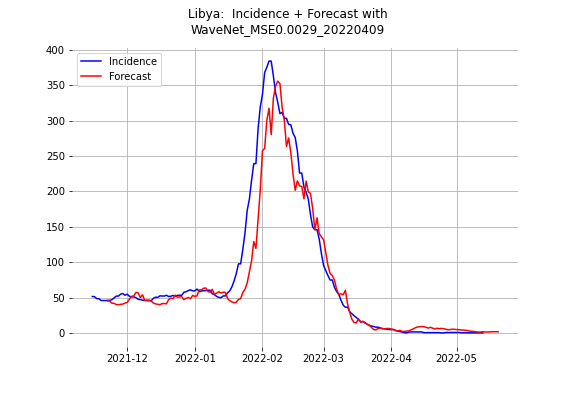 Libya:  Incidence + Forecast with
WaveNet_MSE0.0029_20220409
Incidence
Forecast
400
350
300
250
200
150
100
50
0
2021-12 2022-01 2022-02 2022-03 2022-04 2022-05